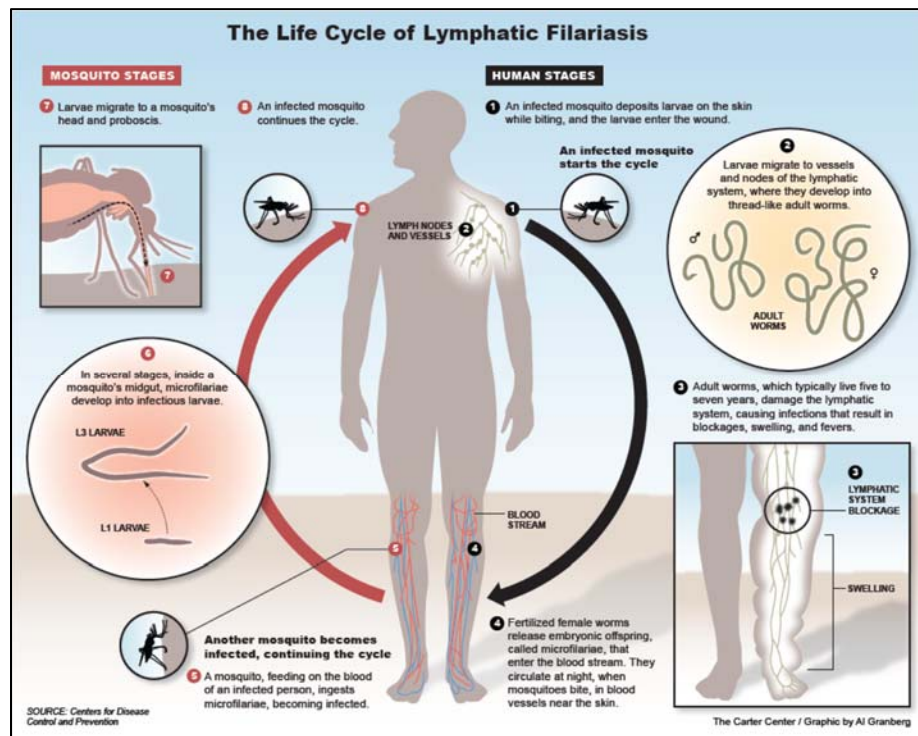 The Life Cycle of Lymphatic Filariasis
MOSQUITO STAGES
7 Larvae migrate to a mosquito's
head and proboscis.
8 An infected mosquito
continues the cycle.
HUMAN STAGES
1 An infected mosquito deposits larvae on the skin
while biting, and the larvae enter the wound.
An infected mosquito
starts the cycle
2
Larvae migrate to vessels
and nodes of the lymphatic
system, where they develop into
thread-like adult worms.
♂
♀
ADULT
WORMS
8
1
LYMPH NODES
AND VESSELS
2
7
6
In several stages, inside a
mosquito's midgut, microfilariae
develop into infectious larvae.
L3 LARVAE
L1 LARVAE
3 Adult worms, which typically live five to
seven years, damage the lymphatic
system, causing infections that result in
blockages, swelling, and fevers.
3
LYMPHATIC
SYSTEM
BLOCKAGE
SWELLING
BLOOD
STREAM
5
4
Another mosquito becomes
infected, continuing the cycle
5 A mosquito, feeding on the blood
of an infected person, ingests
microfilariae, becoming infected.
4 Fertilized female worms
release embryonic offspring,
called microfilariae, that
enter the blood stream. They
circulate at night, when
mosquitoes bite, in blood
vessels near the skin.
SOURCE: Centers for Disease
Control and Prevention
The Carter Center / Graphic by Al Granberg